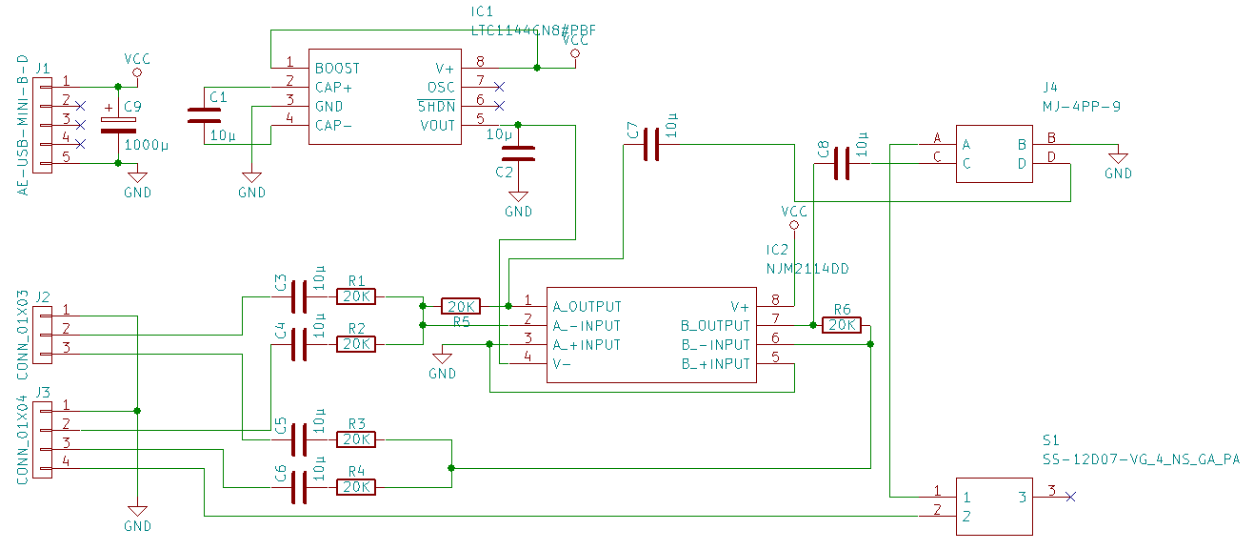 IC1
LTC1144CN8#PBF
VCC
J1
AE-USB-MINI-B-D
1
2
3
4
5
VCC
C9
+
1000µ
GND
C1
10µ
GND
1 BOOST V+ 8
2 CAP+ OSC 7
3 GND SHDN 6
4 CAP- VOUT 5
10µ
C2
GND
C7
10µ
C8
10µ
J4
MJ-4PP-9
A A B B
C C D D
GND
VCC
IC2
NJM2114DD
1 A_OUTPUT V+ 8
2 A_-INPUT B_OUTPUT 7
3 A_+INPUT B_-INPUT 6
4 V- B_+INPUT 5
R6
20K
GND
J2
CONN_01X03
1
2
3
C3
10µ
R1
20K
20K
R5
C4
10µ
R2
20K
J3
CONN_01X04
1
2
3
4
GND
C5
10µ
R3
20K
C6
10µ
R4
20K
S1
SS-12D07-VG_4_NS_GA_PA
1 1 3 3
2 2